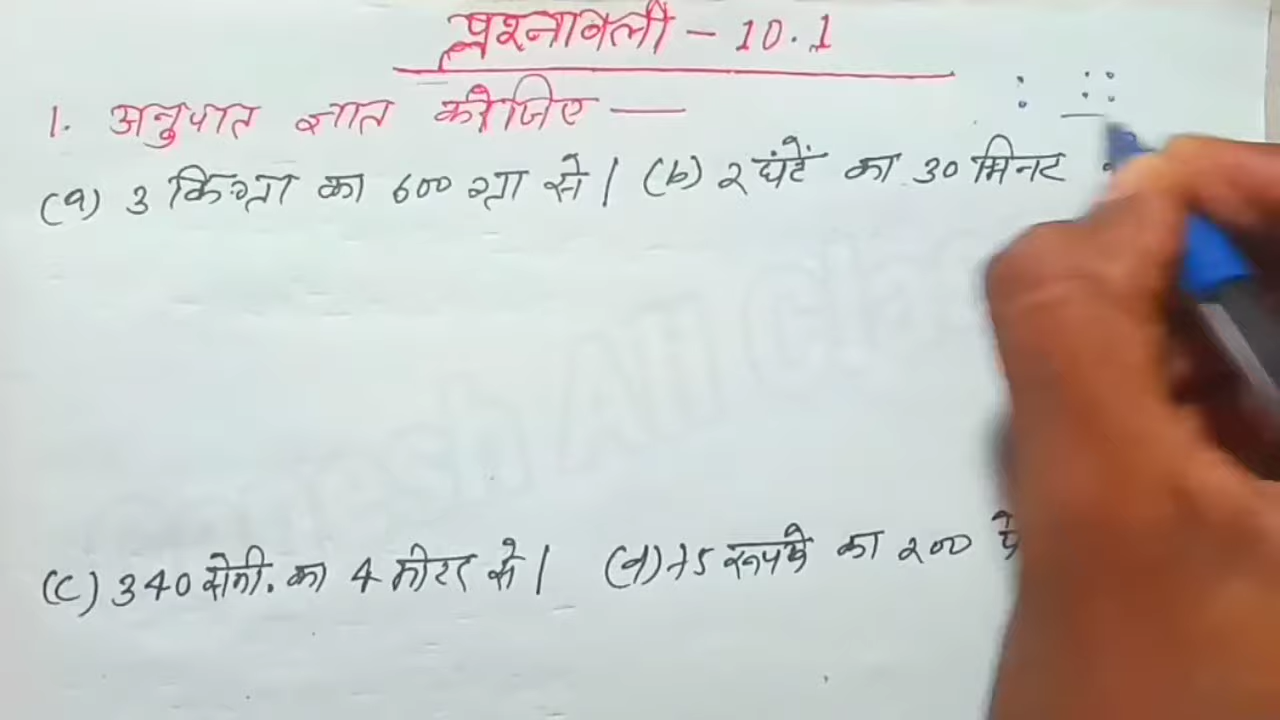 प्रश्नावली - 10.1
1. अनुपात ज्ञात कीजिए —
(a) 3 किग्रा का 600 ग्रा से | (b) 2 घंटें का 30 मिनट
(c) 340 सेमी. का 4 मीटर से | (d) 75 रूपये का 200 पै